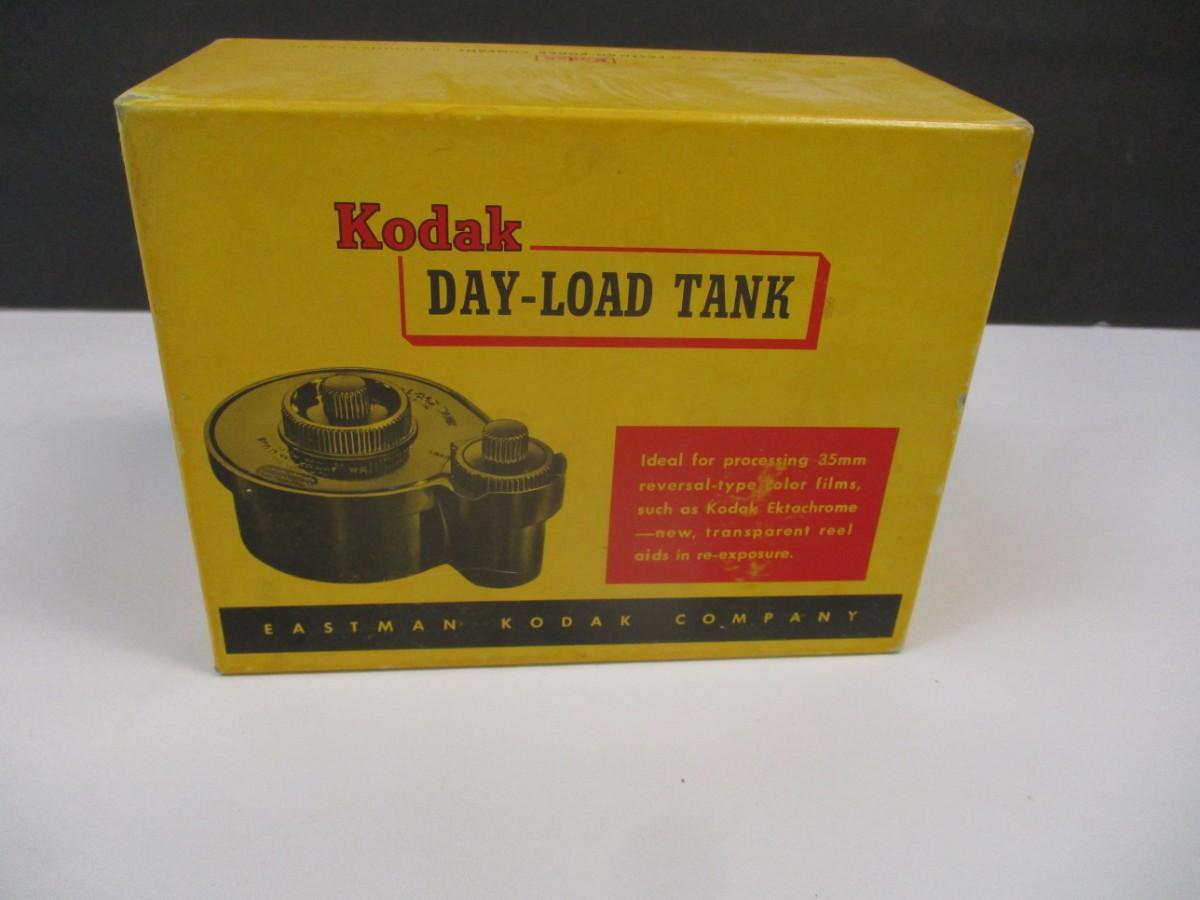 Kodak
Kodak
DAY-LOAD TANK
Ideal for processing 35mm
reversal-type color films,
such as Kodak Ektachrome
—new, transparent reel
aids in re-exposure.
EASTMAN KODAK COMPANY